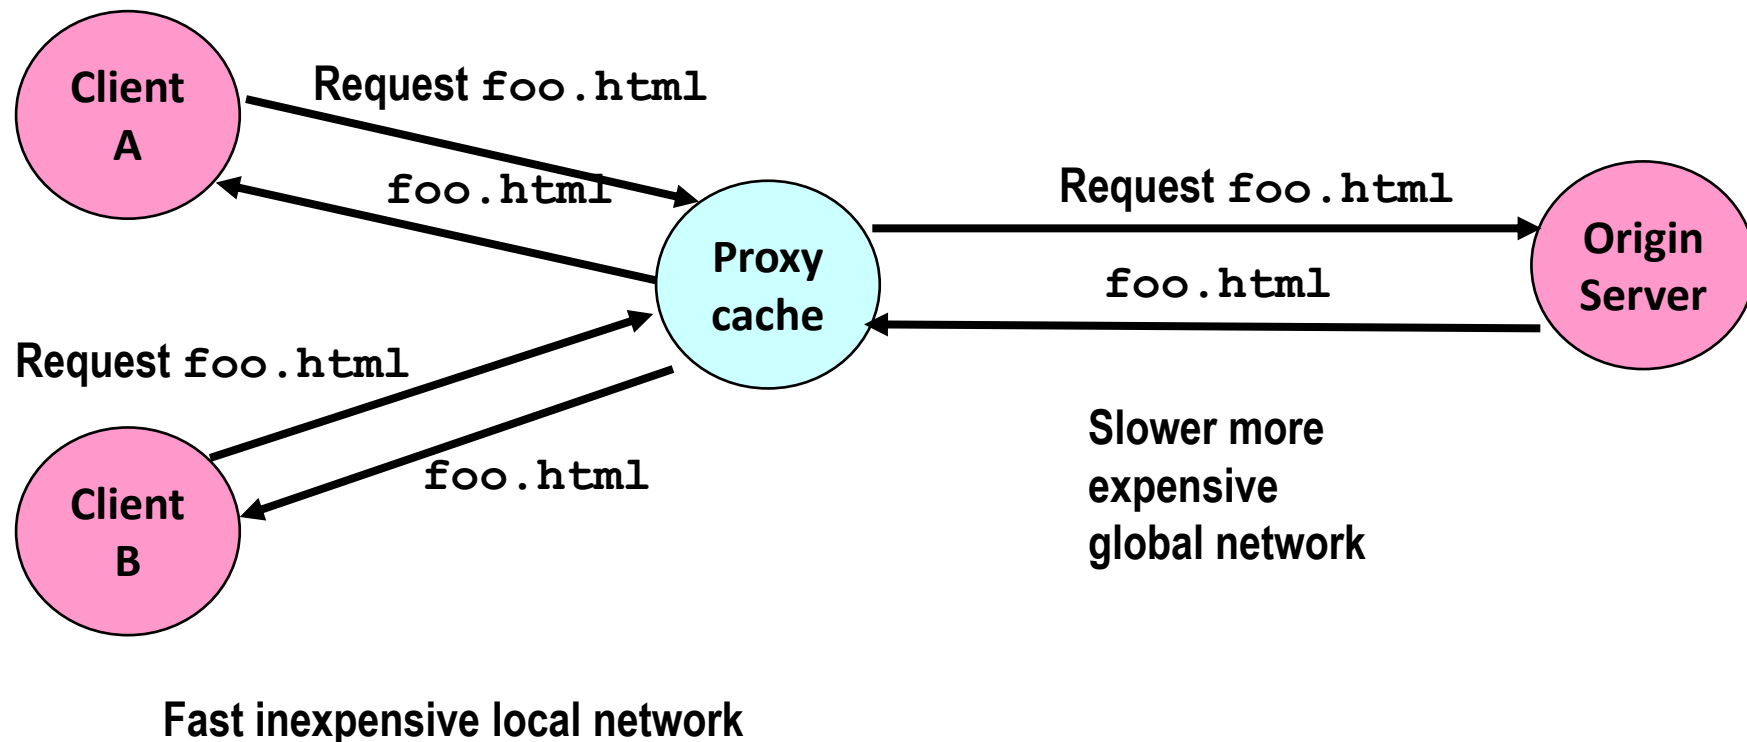 Client
A
Request foo.html
foo.html
Request foo.html
foo.html
Client
B
Proxy
cache
Request foo.html
foo.html
Origin
Server
Slower more
expensive
global network
Fast inexpensive local network